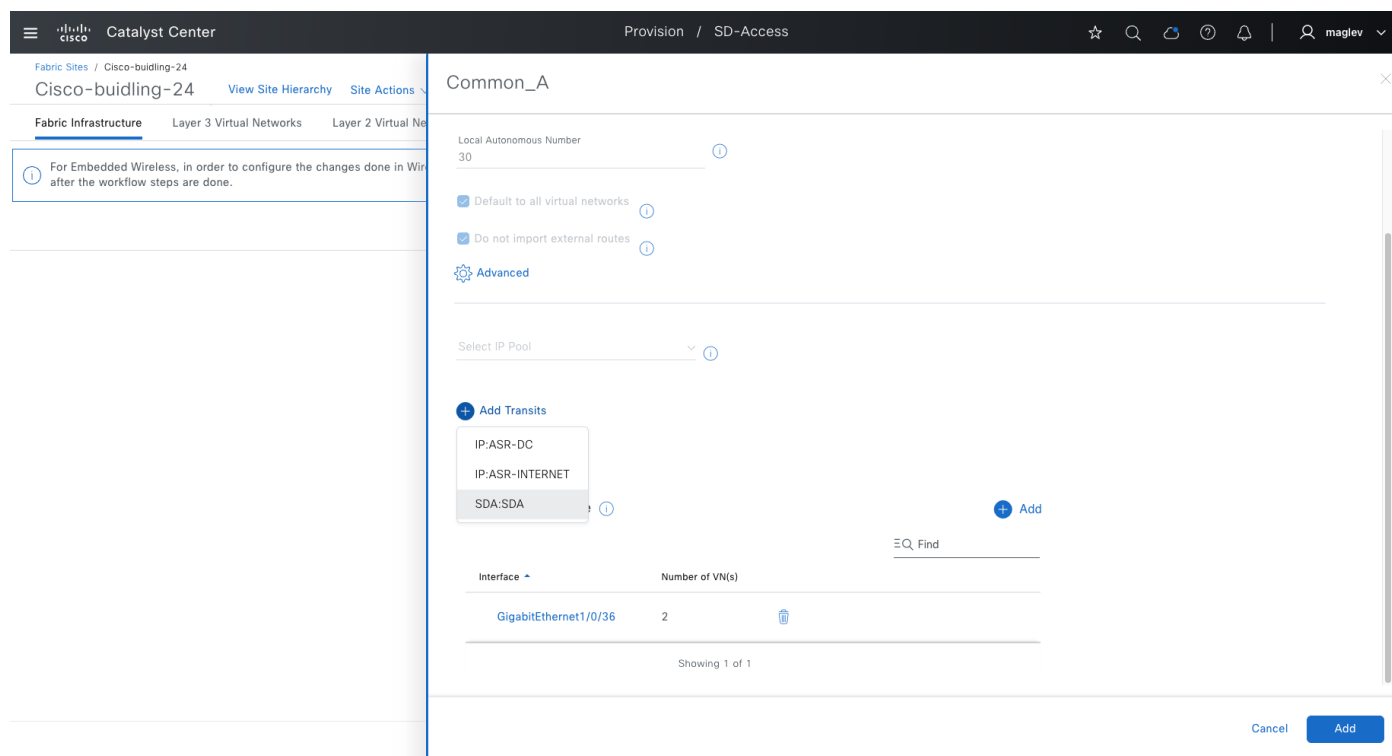 cisco Catalyst Center
Provision / SD-Access
maglev
Fabric Sites / Cisco-buidling-24
Cisco-buidling-24 View Site Hierarchy Site Actions
Fabric Infrastructure Layer 3 Virtual Networks Layer 2 Virtual Ne
For Embedded Wireless, in order to configure the changes done in Wir
after the workflow steps are done.
Common_A
Local Autonomous Number
30
Default to all virtual networks
Do not import external routes
Advanced
Select IP Pool
Add Transits
IP:ASR-DC
IP:ASR-INTERNET
SDA:SDA
Add
Find
Interface Number of VN(s)
GigabitEthernet1/0/36 2
Showing 1 of 1
Cancel Add